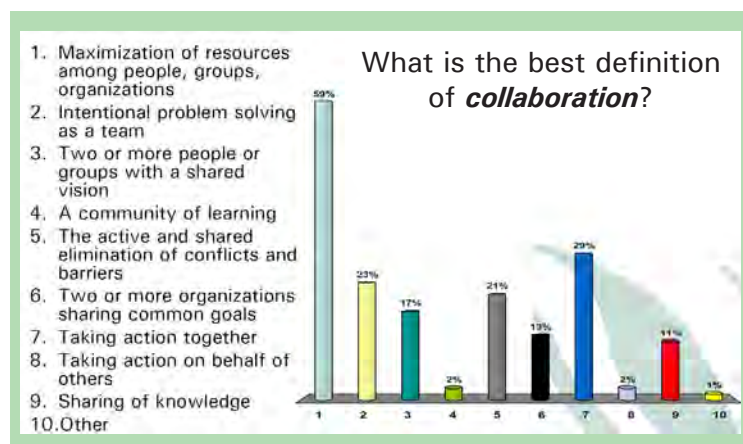 1. Maximization of resources
among people, groups,
organizations
2. Intentional problem solving
as a team
3. Two or more people or
groups with a shared
vision
4. A community of learning
5. The active and shared
elimination of conflicts and
barriers
6. Two or more organizations
sharing common goals
7. Taking action together
8. Taking action on behalf of
others
9. Sharing of knowledge
10.Other
What is the best definition
of collaboration?
59%
23%
17%
2%
21%
13%
29%
2%
11%
1%
1 2 3 4 5 6 7 8 9 10